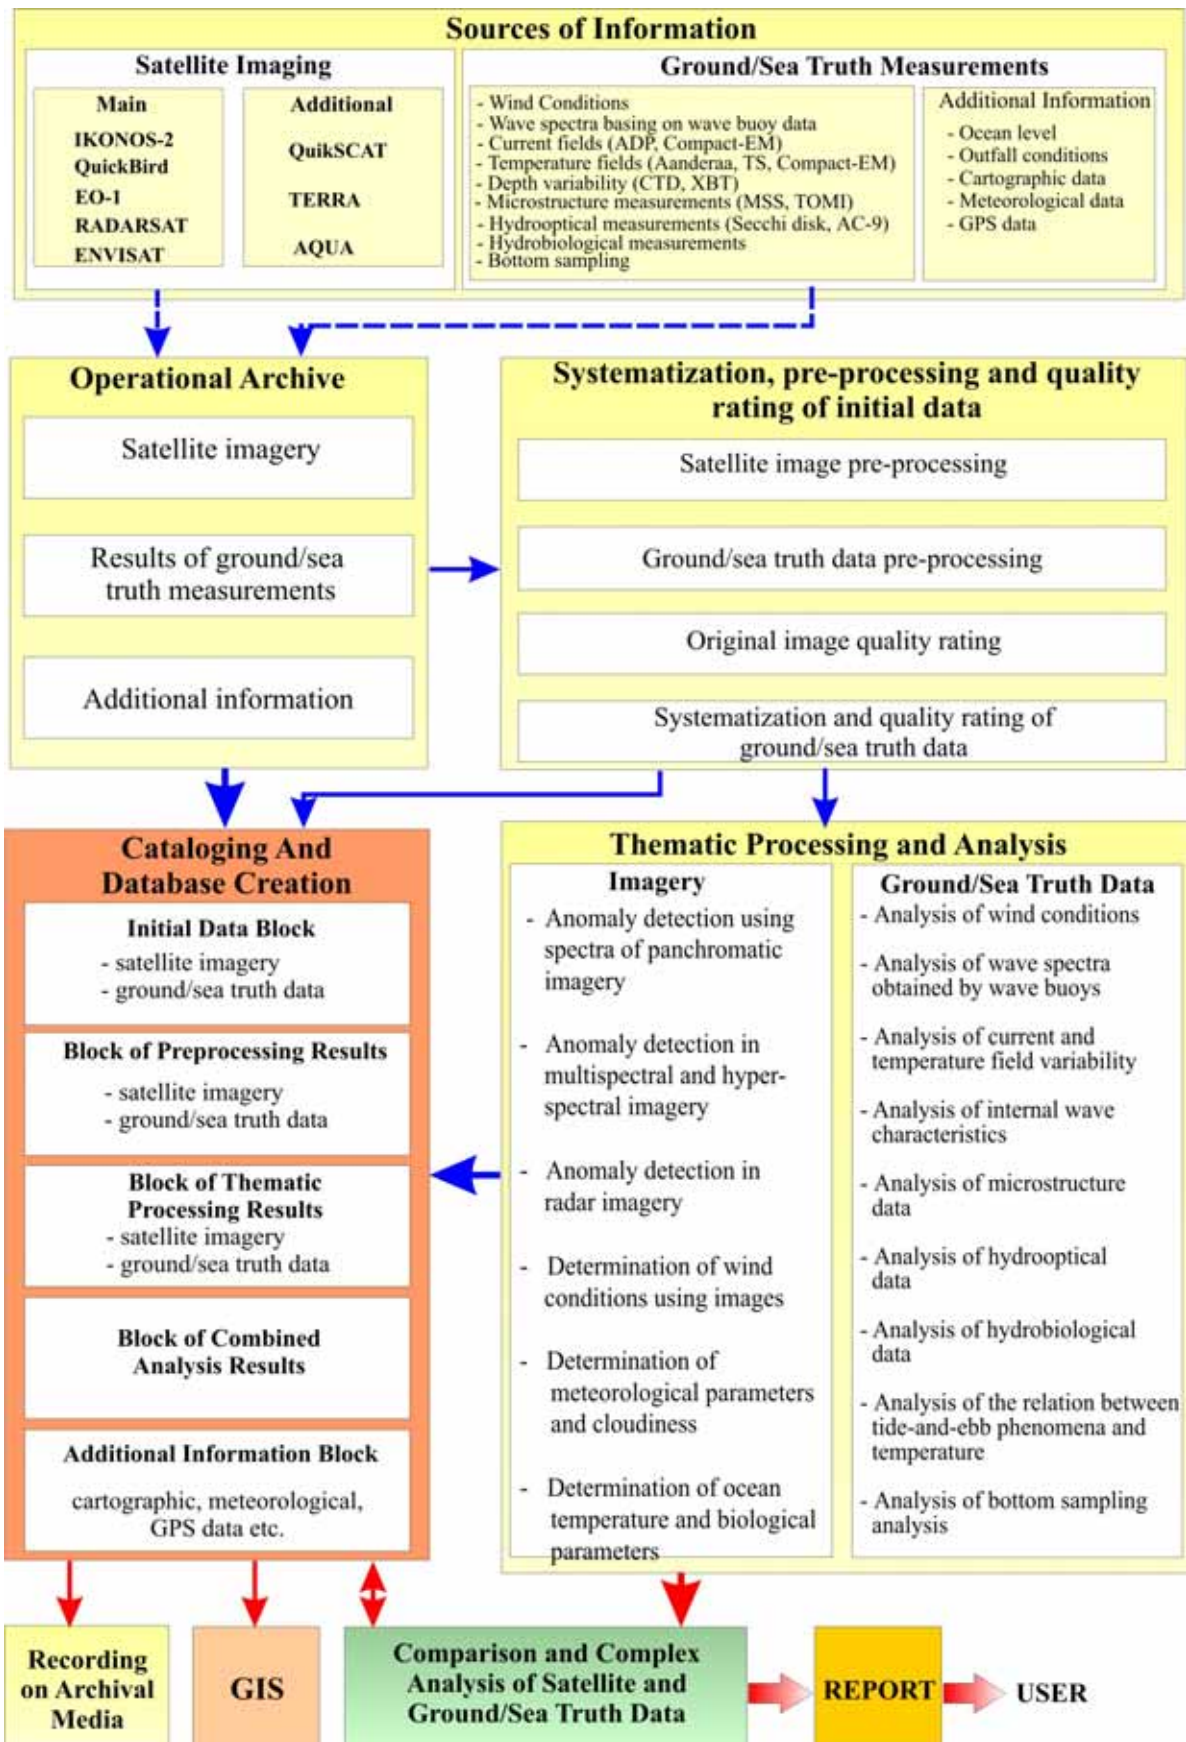 Sources of Information
Satellite Imaging
Main
IKONOS-2
QuickBird
EO-1
RADARSAT
ENVISAT
Additional
QuikSCAT
TERRA
AQUA
Ground/Sea Truth Measurements
- Wind Conditions
- Wave spectra basing on wave buoy data
- Current fields (ADP, Compact-EM)
- Temperature fields (Aanderaa, TS, Compact-EM)
- Depth variability (CTD, XBT)
- Microstructure measurements (MSS, TOMI)
- Hydrooptical measurements (Secchi disk, AC-9)
- Hydrobiological measurements
- Bottom sampling
Additional Information
- Ocean level
- Outfall conditions
- Cartographic data
- Meteorological data
- GPS data
Operational Archive
Satellite imagery
Results of ground/sea
truth measurements
Additional information
Systematization, pre-processing and quality
rating of initial data
Satellite image pre-processing
Ground/sea truth data pre-processing
Original image quality rating
Systematization and quality rating of
ground/sea truth data
Cataloging And
Database Creation
Initial Data Block
- satellite imagery
- ground/sea truth data
Block of Preprocessing Results
- satellite imagery
- ground/sea truth data
Block of Thematic
Processing Results
- satellite imagery
- ground/sea truth data
Block of Combined
Analysis Results
Additional Information Block
cartographic, meteorological,
GPS data etc.
Thematic Processing and Analysis
Imagery
- Anomaly detection using
spectra of panchromatic
imagery
- Anomaly detection in
multispectral and hyper-
spectral imagery
- Anomaly detection in
radar imagery
- Determination of wind
conditions using images
- Determination of
meteorological parameters
and cloudiness
- Determination of ocean
temperature and biological
parameters
Ground/Sea Truth Data
- Analysis of wind conditions
- Analysis of wave spectra
obtained by wave buoys
- Analysis of current and
temperature field variability
- Analysis of internal wave
characteristics
- Analysis of microstructure
data
- Analysis of hydrooptical
data
- Analysis of hydrobiological
data
- Analysis of the relation between
tide-and-ebb phenomena and
temperature
- Analysis of bottom sampling
analysis
Recording
on Archival
Media
GIS
Comparison and Complex
Analysis of Satellite and
Ground/Sea Truth Data
REPORT
USER